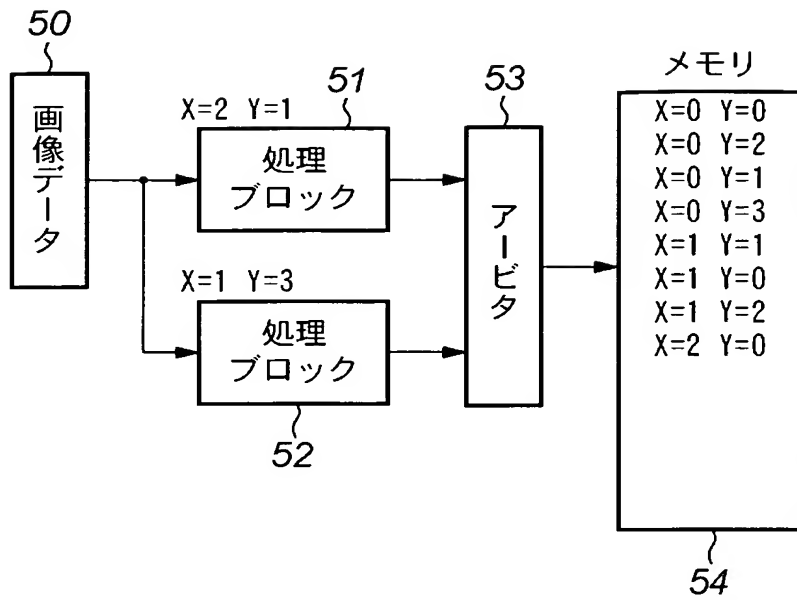 50
画像データ
X=2 Y=1
51
処理
ブロック
X=1 Y=3
処理
ブロック
52
53
アービタ
メモリ
X=0 Y=0
X=0 Y=2
X=0 Y=1
X=0 Y=3
X=1 Y=1
X=1 Y=0
X=1 Y=2
X=2 Y=0
54